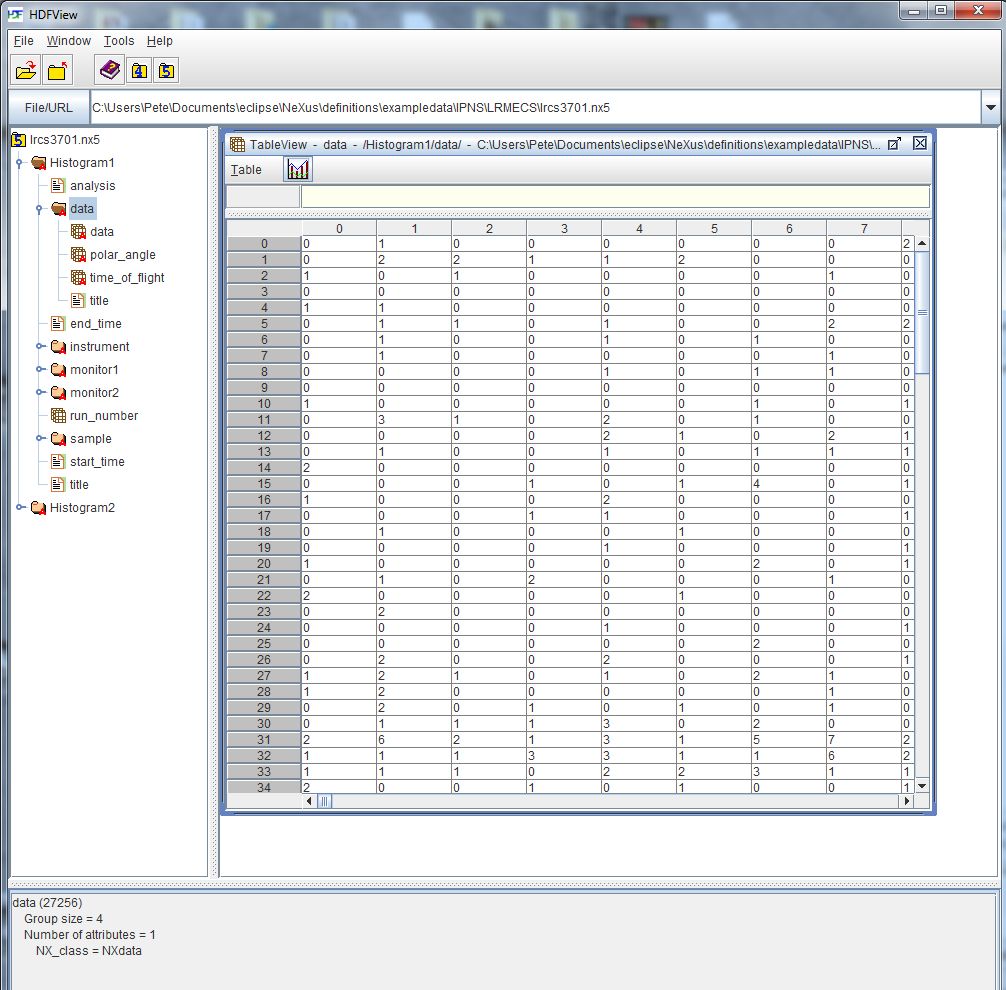 HDFView
File Window Tools Help
File/URL C:\Users\Pete\Documents\eclipse\NeXus\definitions\exampledata\IPNS\LRMECS\lrcs3701.nx5
lrcs3701.nx5
Histogram1
analysis
data
data
polar_angle
time_of_flight
title
end_time
instrument
monitor1
monitor2
run_number
sample
start_time
title
Histogram2
TableView - data - /Histogram1/data/ - C:\Users\Pete\Documents\eclipse\NeXus\definitions\exampledata\IPNS\...
Table
0 1 2 3 4 5 6 7
0 0 1 0 0 0 0 0 0 2
1 0 2 2 1 1 2 0 0 0
2 1 0 1 0 0 0 0 1 0
3 0 0 0 0 0 0 0 0 0
4 1 1 0 0 0 0 0 0 0
5 0 1 1 0 1 0 0 2 2
6 0 1 0 0 1 0 1 0 0
7 0 1 0 0 0 0 0 1 0
8 0 0 0 0 1 0 1 1 0
9 0 0 0 0 0 0 0 0 0
10 1 0 0 0 0 0 1 0 1
11 0 3 1 0 2 0 1 0 0
12 0 0 0 0 2 1 0 2 1
13 0 1 0 0 1 0 1 1 1
14 2 0 0 0 0 0 0 0 0
15 0 0 0 1 0 1 4 0 1
16 1 0 0 0 2 0 0 0 0
17 0 0 0 1 1 0 0 0 1
18 0 1 0 0 0 1 0 0 0
19 0 0 0 0 1 0 0 0 1
20 1 0 0 0 0 0 2 0 1
21 0 1 0 2 0 0 0 1 0
22 2 0 0 0 0 1 0 0 0
23 0 2 0 0 0 0 0 0 0
24 0 0 0 0 1 0 0 0 1
25 0 0 0 0 0 0 2 0 0
26 0 2 0 0 2 0 0 0 1
27 1 2 1 0 1 0 2 1 0
28 1 2 0 0 0 0 0 1 0
29 0 2 0 1 0 1 0 1 0
30 0 1 1 1 3 0 2 0 0
31 2 6 2 1 3 1 5 7 2
32 1 1 1 3 3 1 1 6 2
33 1 1 1 0 2 2 3 1 1
34 2 0 0 1 0 1 0 0 1
data (27256)
Group size = 4
Number of attributes = 1
NX_class = NXdata